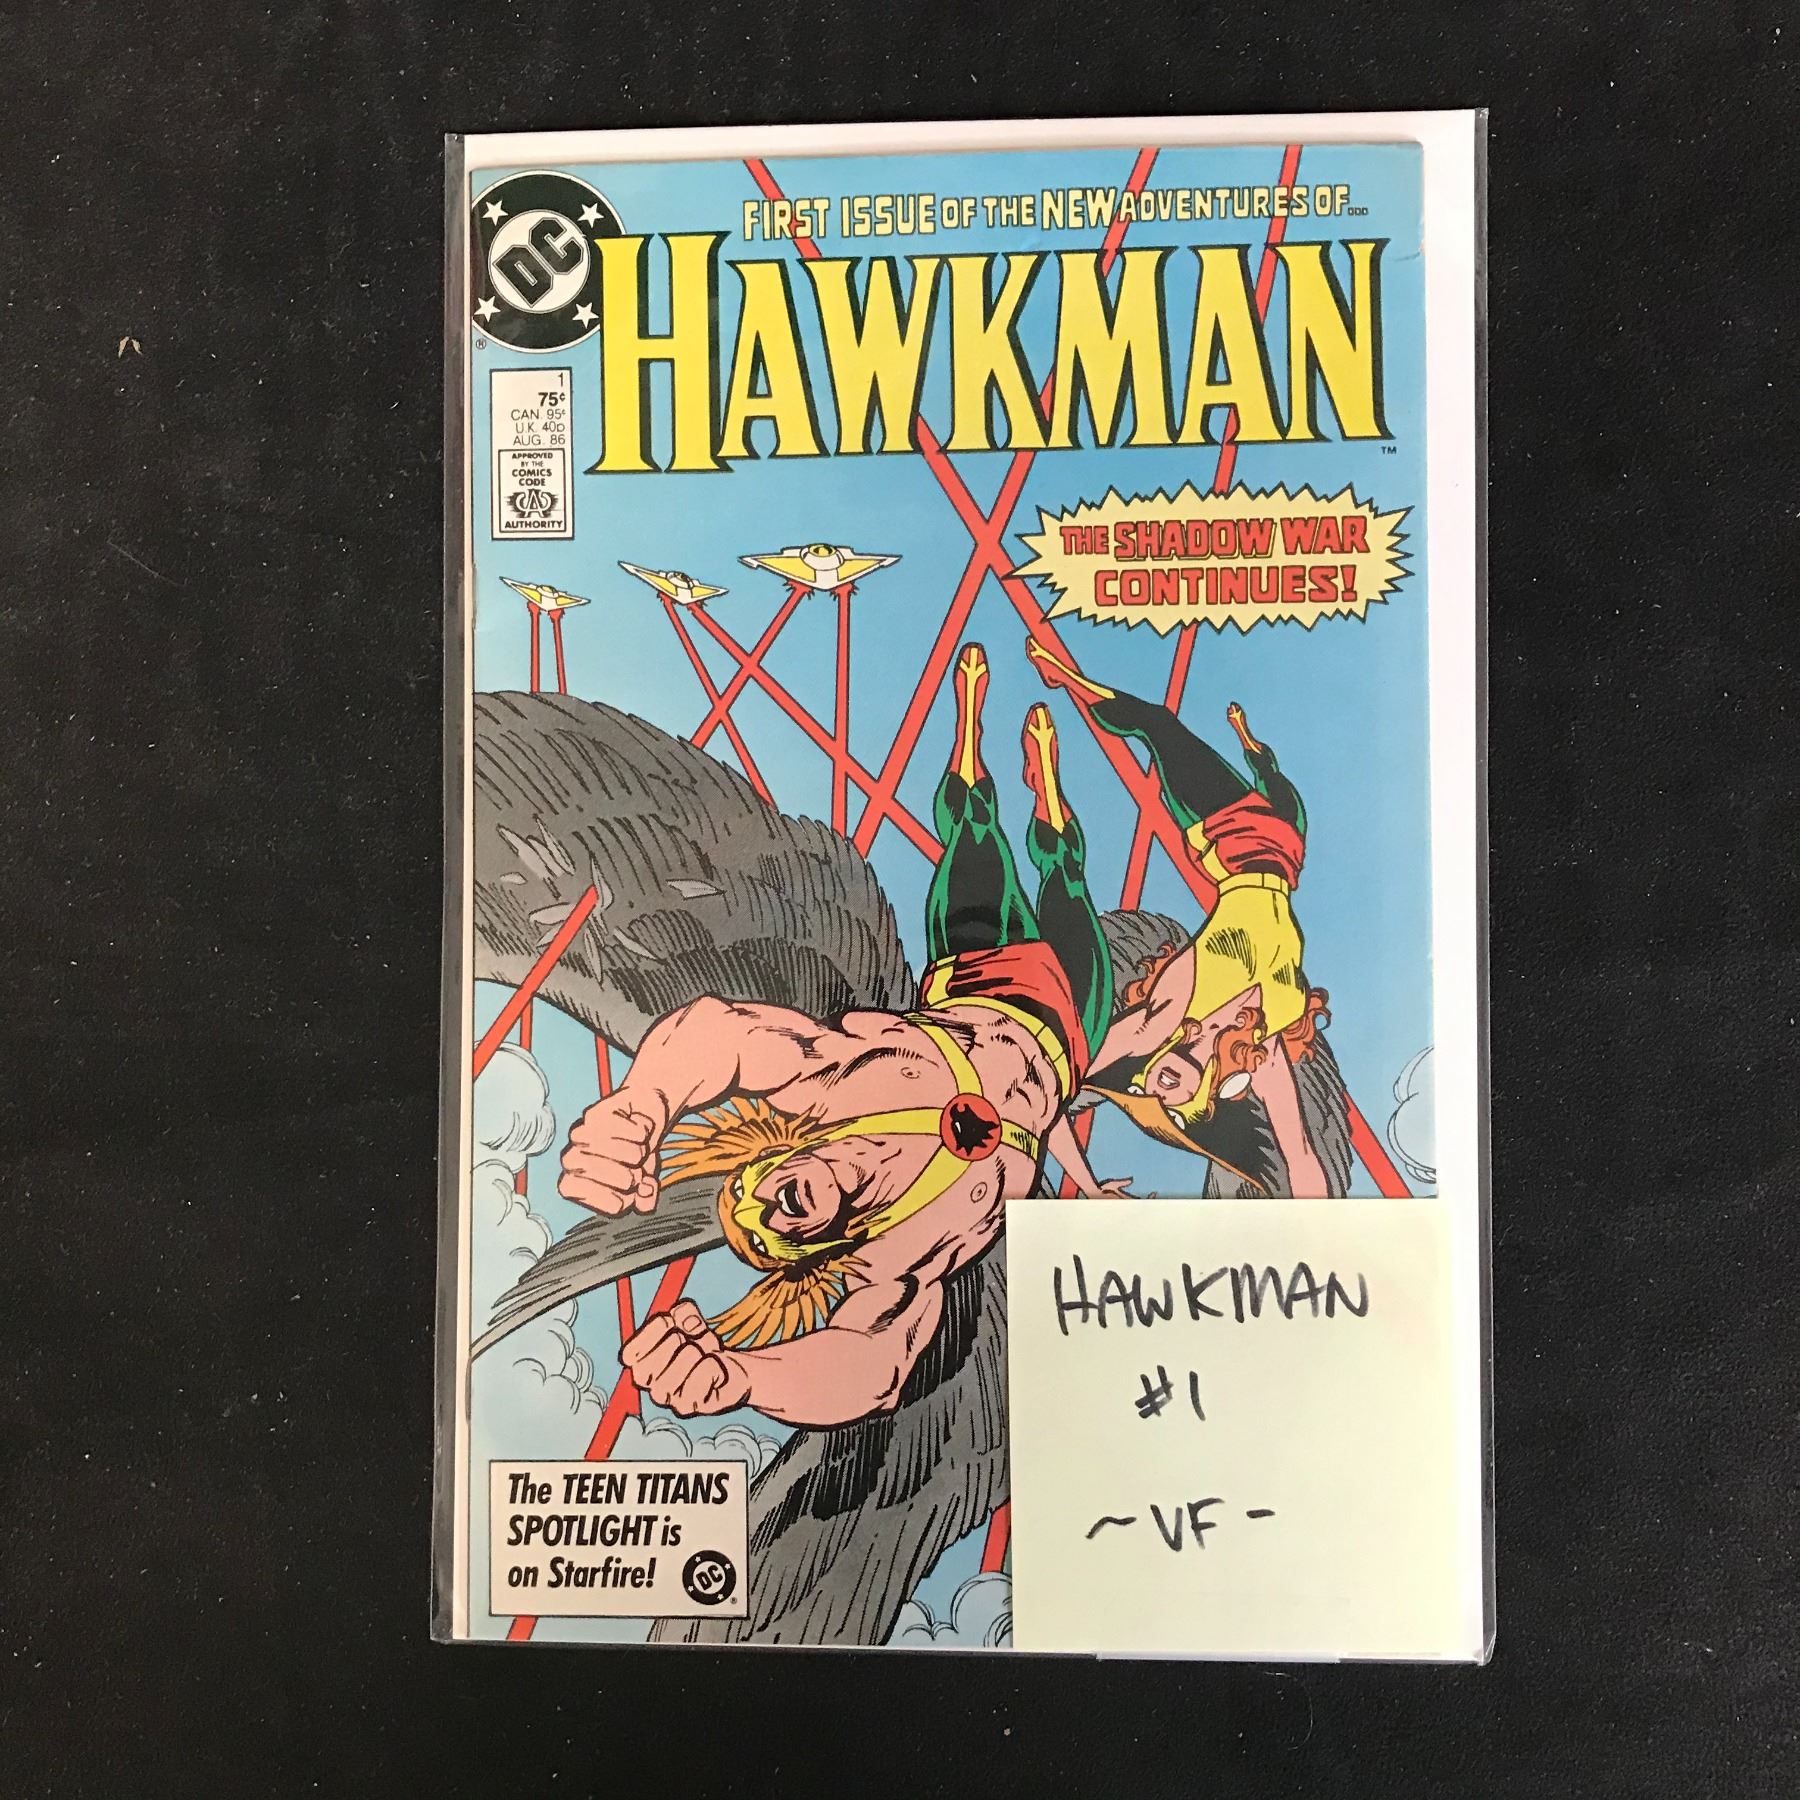 FIRST ISSUE OF THE NEW ADVENTURES OF...
DC
HAWKMAN
TM
®
1
75¢
CAN. 95¢
U.K. 40p
AUG. 86
APPROVED
BY THE
COMICS
CODE
CA
AUTHORITY
THE SHADOW WAR
CONTINUES!
The TEEN TITANS
SPOTLIGHT is
on Starfire!
DC
®
HAWKMAN
#1
~VF-